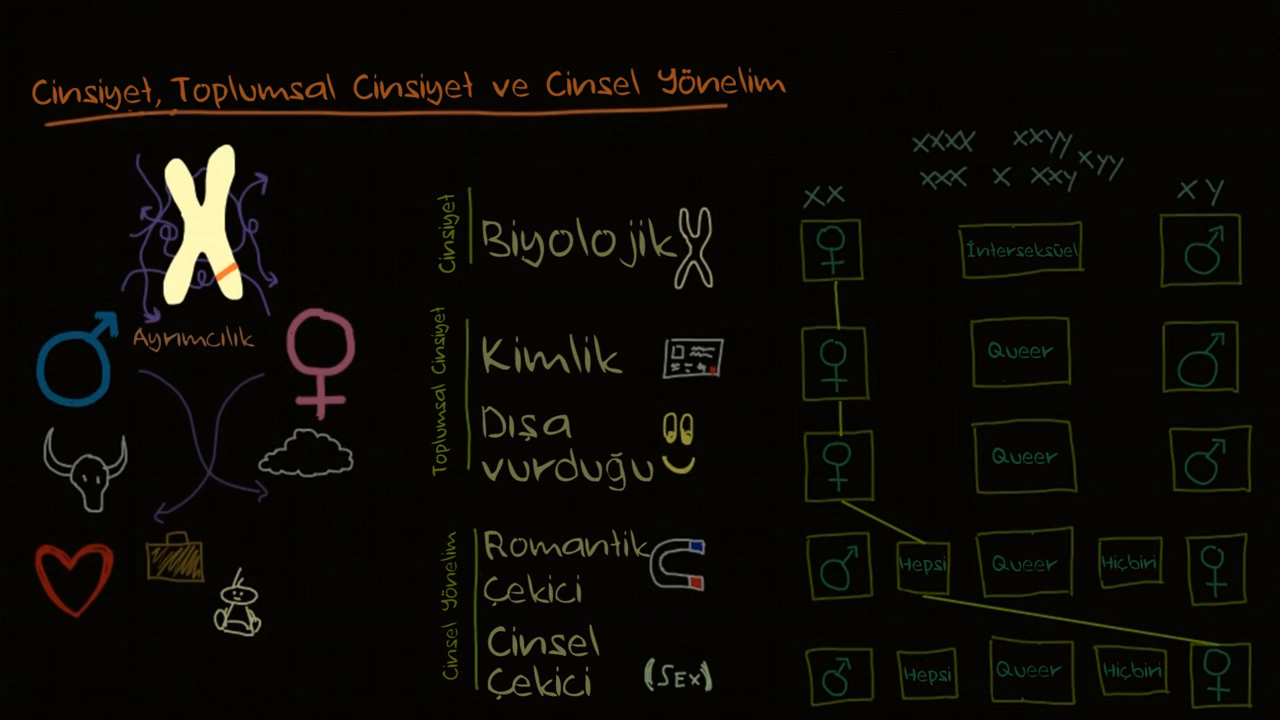 Cinsiyet, Toplumsal Cinsiyet ve Cinsel Yönelim
Ayrımcılık
Cinsiyet
Biyolojik
Toplumsal Cinsiyet
Kimlik
Dışa
vurduğu
Cinsel Yönelim
Romantik
Çekici
Cinsel
Çekici
(SEx)
XXXX XXYY XYY
XXX X XXY
XX
XY
İnterseksüel
Queer
Queer
Hepsi Queer Hiçbiri
Hepsi Queer Hiçbiri